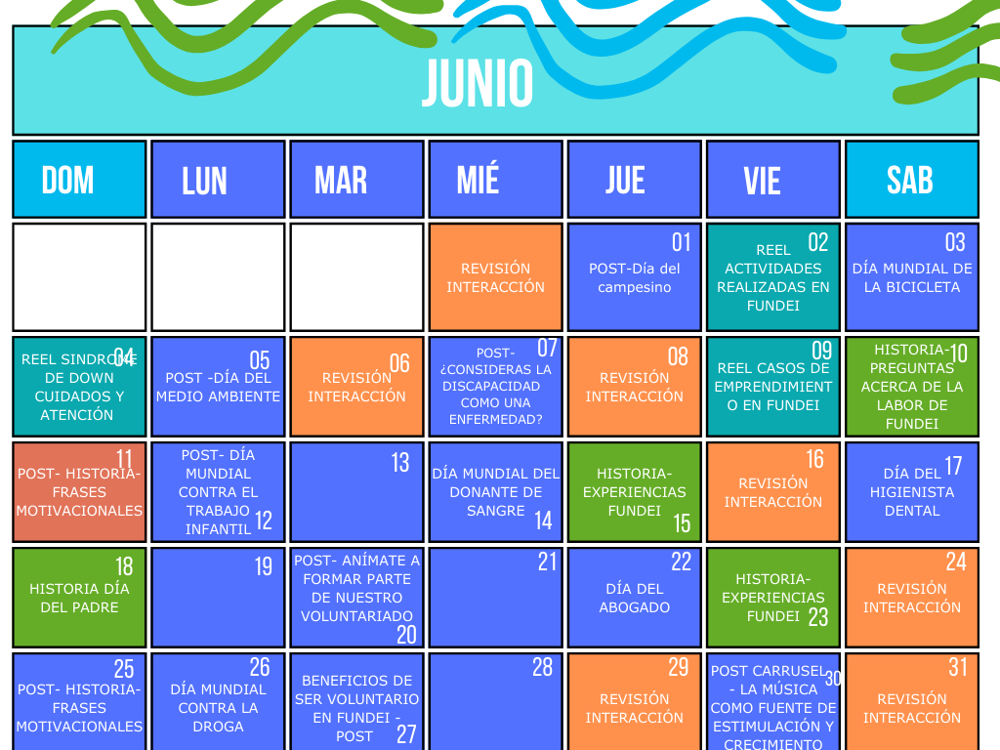 JUNIO
DOM
LUN
MAR
MIÉ
JUE
VIE
SAB
REVISIÓN
INTERACCIÓN
01
POST-Día del
campesino
02
REEL
ACTIVIDADES
REALIZADAS EN
FUNDEI
03
DÍA MUNDIAL DE
LA BICICLETA
04
REEL SINDROME
DE DOWN
CUIDADOS Y
ATENCIÓN
05
POST -DÍA DEL
MEDIO AMBIENTE
06
REVISIÓN
INTERACCIÓN
07
POST-
¿CONSIDERAS LA
DISCAPACIDAD
COMO UNA
ENFERMEDAD?
08
REVISIÓN
INTERACCIÓN
09
REEL CASOS DE
EMPRENDIMIENT
O EN FUNDEI
10
HISTORIA-
PREGUNTAS
ACERCA DE LA
LABOR DE
FUNDEI
11
POST- HISTORIA-
FRASES
MOTIVACIONALES
POST- DÍA
MUNDIAL
CONTRA EL
TRABAJO
INFANTIL
12
13
DÍA MUNDIAL DEL
DONANTE DE
SANGRE
14
HISTORIA-
EXPERIENCIAS
FUNDEI
15
16
REVISIÓN
INTERACCIÓN
17
DÍA DEL
HIGIENISTA
DENTAL
18
HISTORIA DÍA
DEL PADRE
19
POST- ANÍMATE A
FORMAR PARTE
DE NUESTRO
VOLUNTARIADO
20
21
22
DÍA DEL
ABOGADO
HISTORIA-
EXPERIENCIAS
FUNDEI
23
24
REVISIÓN
INTERACCIÓN
25
POST- HISTORIA-
FRASES
MOTIVACIONALES
26
DÍA MUNDIAL
CONTRA LA
DROGA
BENEFICIOS DE
SER VOLUNTARIO
EN FUNDEI -
POST
27
28
29
REVISIÓN
INTERACCIÓN
30
POST CARRUSEL
- LA MÚSICA
COMO FUENTE DE
ESTIMULACIÓN Y
CRECIMIENTO
31
REVISIÓN
INTERACCIÓN